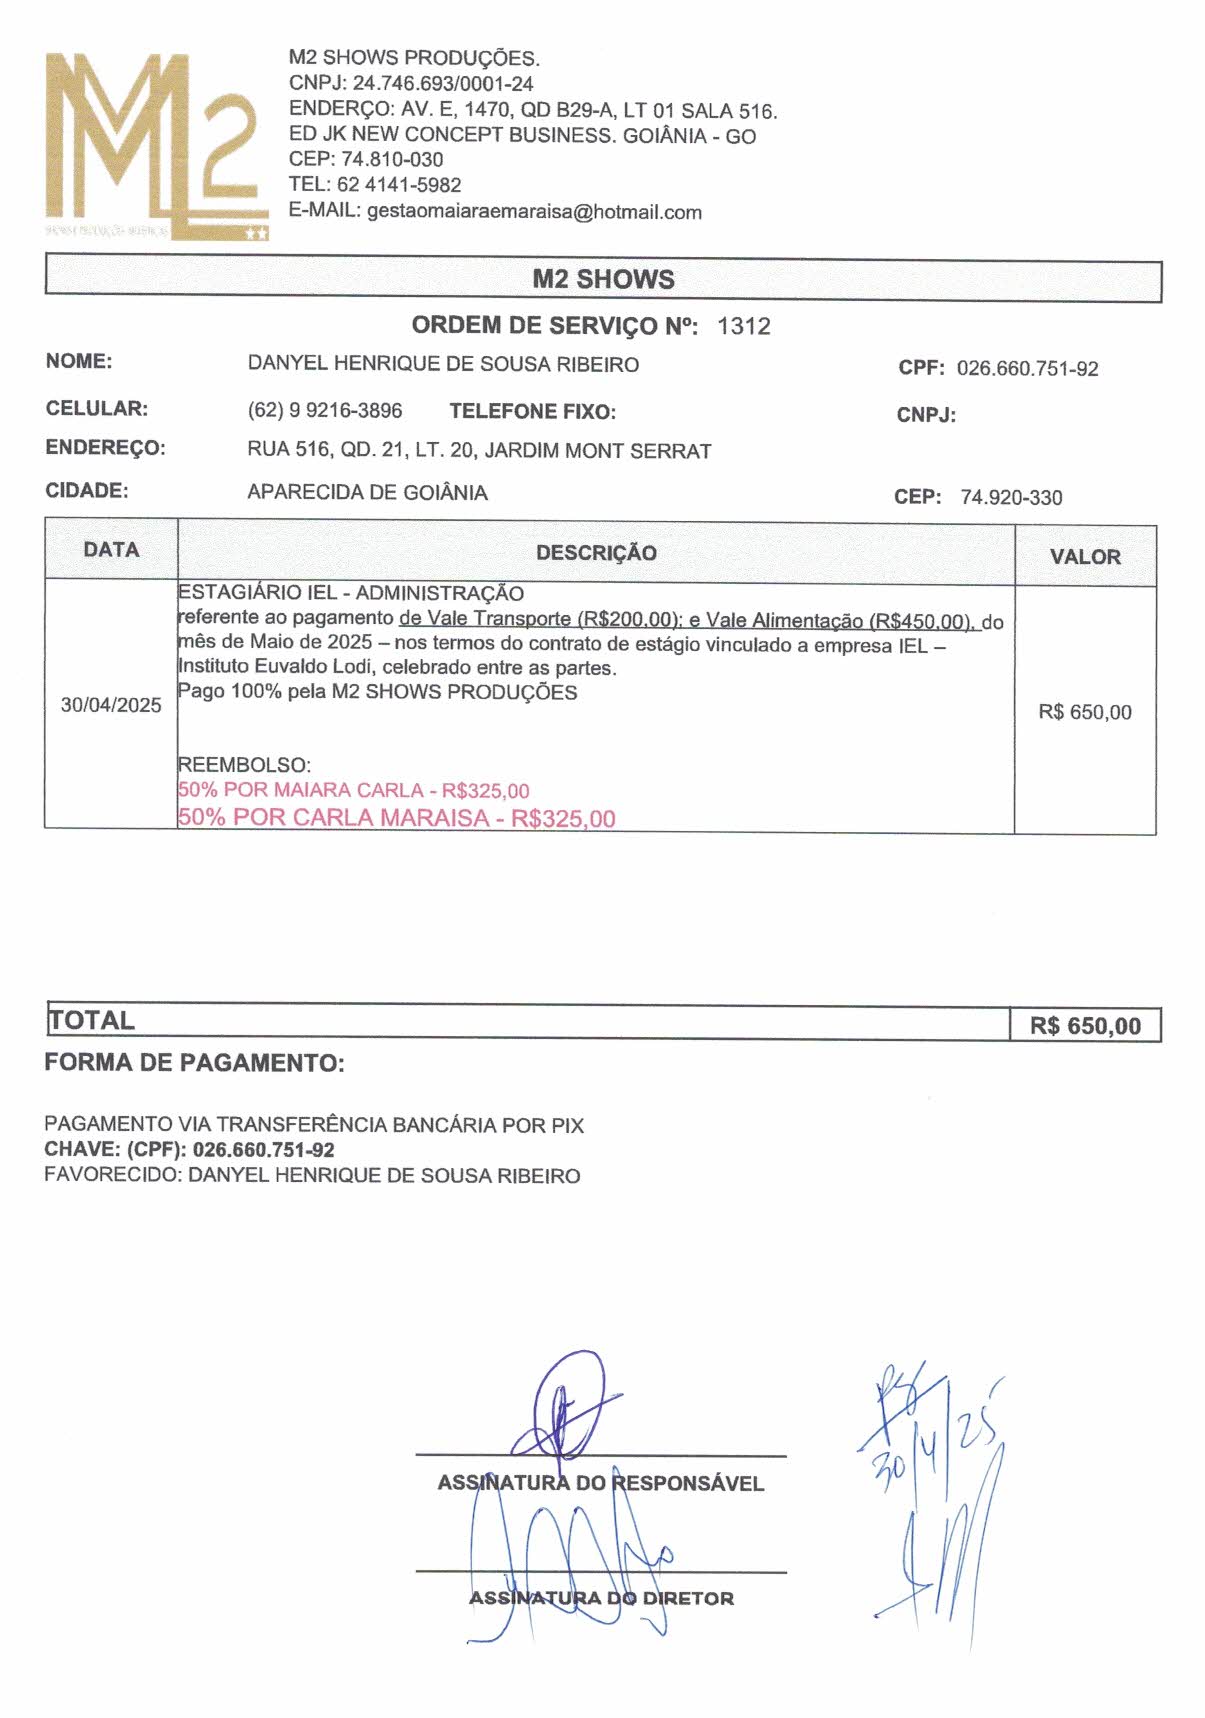 M2
M2 SHOWS PRODUÇÕES.
CNPJ: 24.746.693/0001-24
ENDERÇO: AV. E, 1470, QD B29-A, LT 01 SALA 516.
ED JK NEW CONCEPT BUSINESS. GOIÂNIA - GO
CEP: 74.810-030
TEL: 62 4141-5982
E-MAIL: gestaomaiaraemaraisa@hotmail.com
M2 SHOWS
ORDEM DE SERVIÇO Nº: 1312
NOME: DANYEL HENRIQUE DE SOUSA RIBEIRO CPF: 026.660.751-92
CELULAR: (62) 9 9216-3896 TELEFONE FIXO: CNPJ:
ENDEREÇO: RUA 516, QD. 21, LT. 20, JARDIM MONT SERRAT
CIDADE: APARECIDA DE GOIÂNIA CEP: 74.920-330
DATA DESCRIÇÃO VALOR
ESTAGIÁRIO IEL - ADMINISTRAÇÃO
referente ao pagamento de Vale Transporte (R$200,00); e Vale Alimentação (R$450,00), do
mês de Maio de 2025 – nos termos do contrato de estágio vinculado a empresa IEL –
Instituto Euvaldo Lodi, celebrado entre as partes.
Pago 100% pela M2 SHOWS PRODUÇÕES
30/04/2025 R$ 650,00
REEMBOLSO:
50% POR MAIARA CARLA - R$325,00
50% POR CARLA MARAISA - R$325,00
TOTAL R$ 650,00
FORMA DE PAGAMENTO:
PAGAMENTO VIA TRANSFERÊNCIA BANCÁRIA POR PIX
CHAVE: (CPF): 026.660.751-92
FAVORECIDO: DANYEL HENRIQUE DE SOUSA RIBEIRO
30/4/25
ASSINATURA DO RESPONSÁVEL
ASSINATURA DO DIRETOR